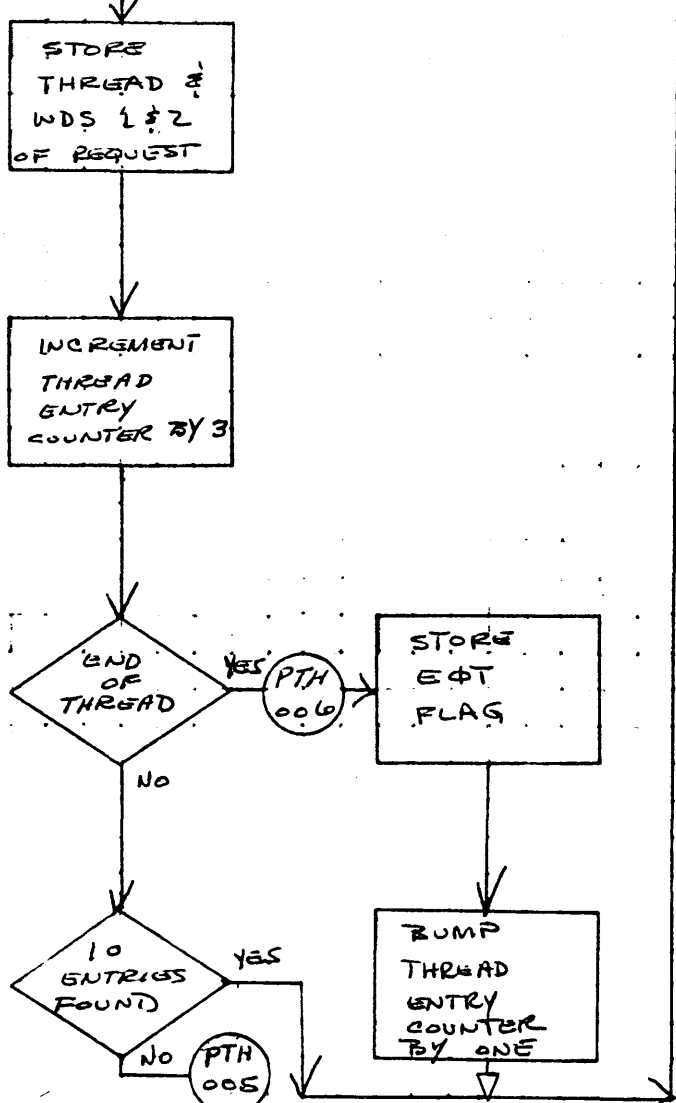 STORE
THREAD &
WDS 1 & 2
OF REQUEST
INCREMENT
THREAD
ENTRY
COUNTER BY 3
END
OF
THREAD
YES
PTH
006
STORE
EOT
FLAG
NO
10
ENTRIES
FOUND
YES
BUMP
THREAD
ENTRY
COUNTER
BY ONE
NO
PTH
005